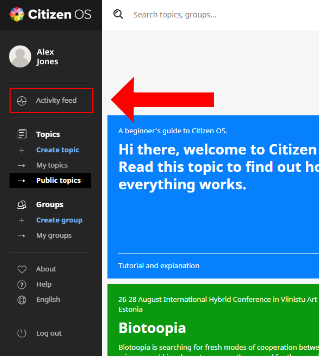 Citizen OS
Search topics, groups...
Alex
Jones
Activity feed
Topics
+ Create topic
→ My topics
→ Public topics
Groups
+ Create group
→ My groups
About
Help
English
Log out
A beginner's guide to Citizen OS.
Hi there, welcome to Citizen
Read this topic to find out ho
everything works.
Tutorial and explanation
26-28 August International Hybrid Conference in Viinistu Art
Estonia
Biotoopia
Biotoopia is searching for fresh modes of cooperation betwee